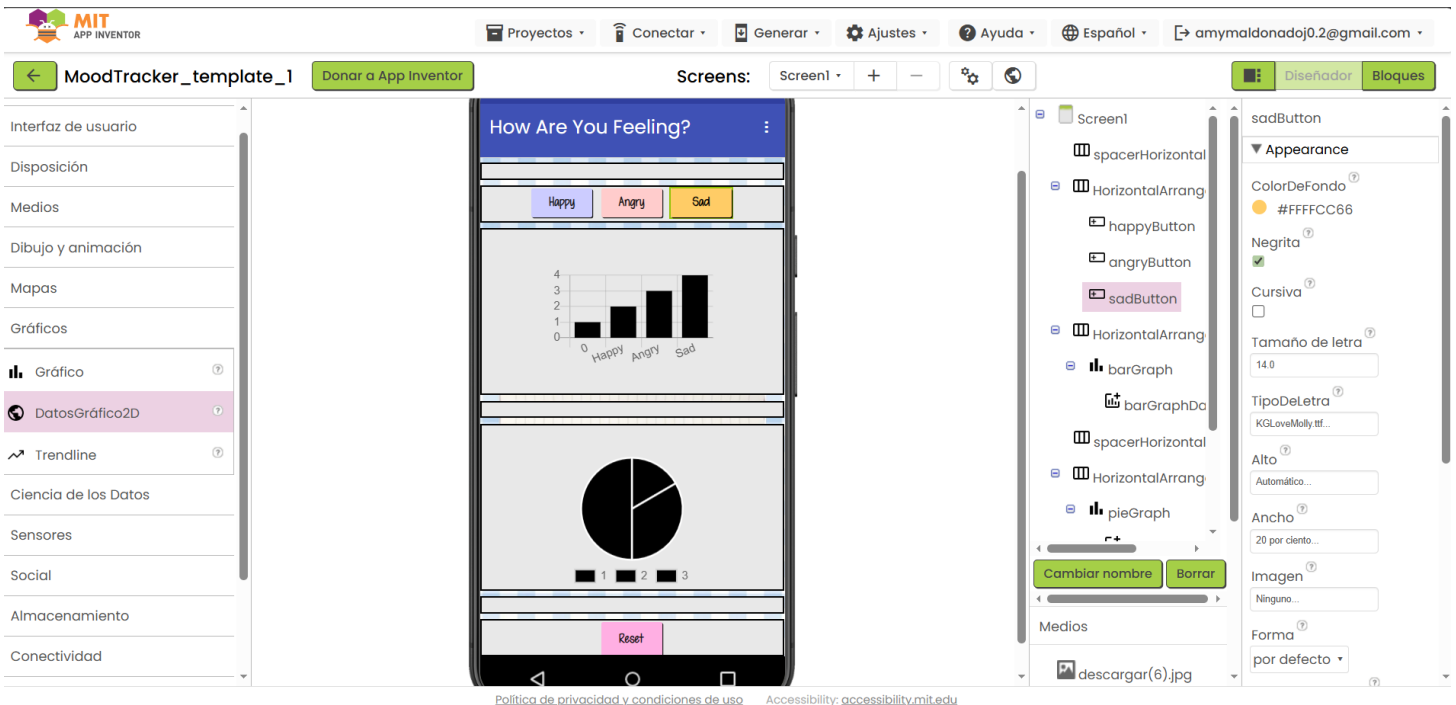 MIT
APP INVENTOR
Proyectos
Conectar
Generar
Ajustes
Ayuda
Español
amymaldonadoj0.2@gmail.com
MoodTracker_template_1
Donar a App Inventor
Screens:
Screen1
Diseñador
Bloques
Interfaz de usuario
Disposición
Medios
Dibujo y animación
Mapas
Gráficos
Gráfico
DatosGráfico2D
Trendline
Ciencia de los Datos
Sensores
Social
Almacenamiento
Conectividad
How Are You Feeling?
Happy Angry Sad
4
3
2
1
0
0 Happy Angry Sad
1 2 3
Reset
Screen1
spacerHorizontal
HorizontalArrang
happyButton
angryButton
sadButton
HorizontalArrang
barGraph
barGraphDa
spacerHorizontal
HorizontalArrang
pieGraph
Cambiar nombre
Borrar
Medios
descargar(6).jpg
sadButton
Appearance
ColorDeFondo
#FFFFCC66
Negrita
Cursiva
Tamaño de letra
14.0
TipoDeLetra
KGLoveMolly.ttf...
Alto
Automático...
Ancho
20 por ciento...
Imagen
Ninguno...
Forma
por defecto
Política de privacidad y condiciones de uso
Accessibility: accessibility.mit.edu